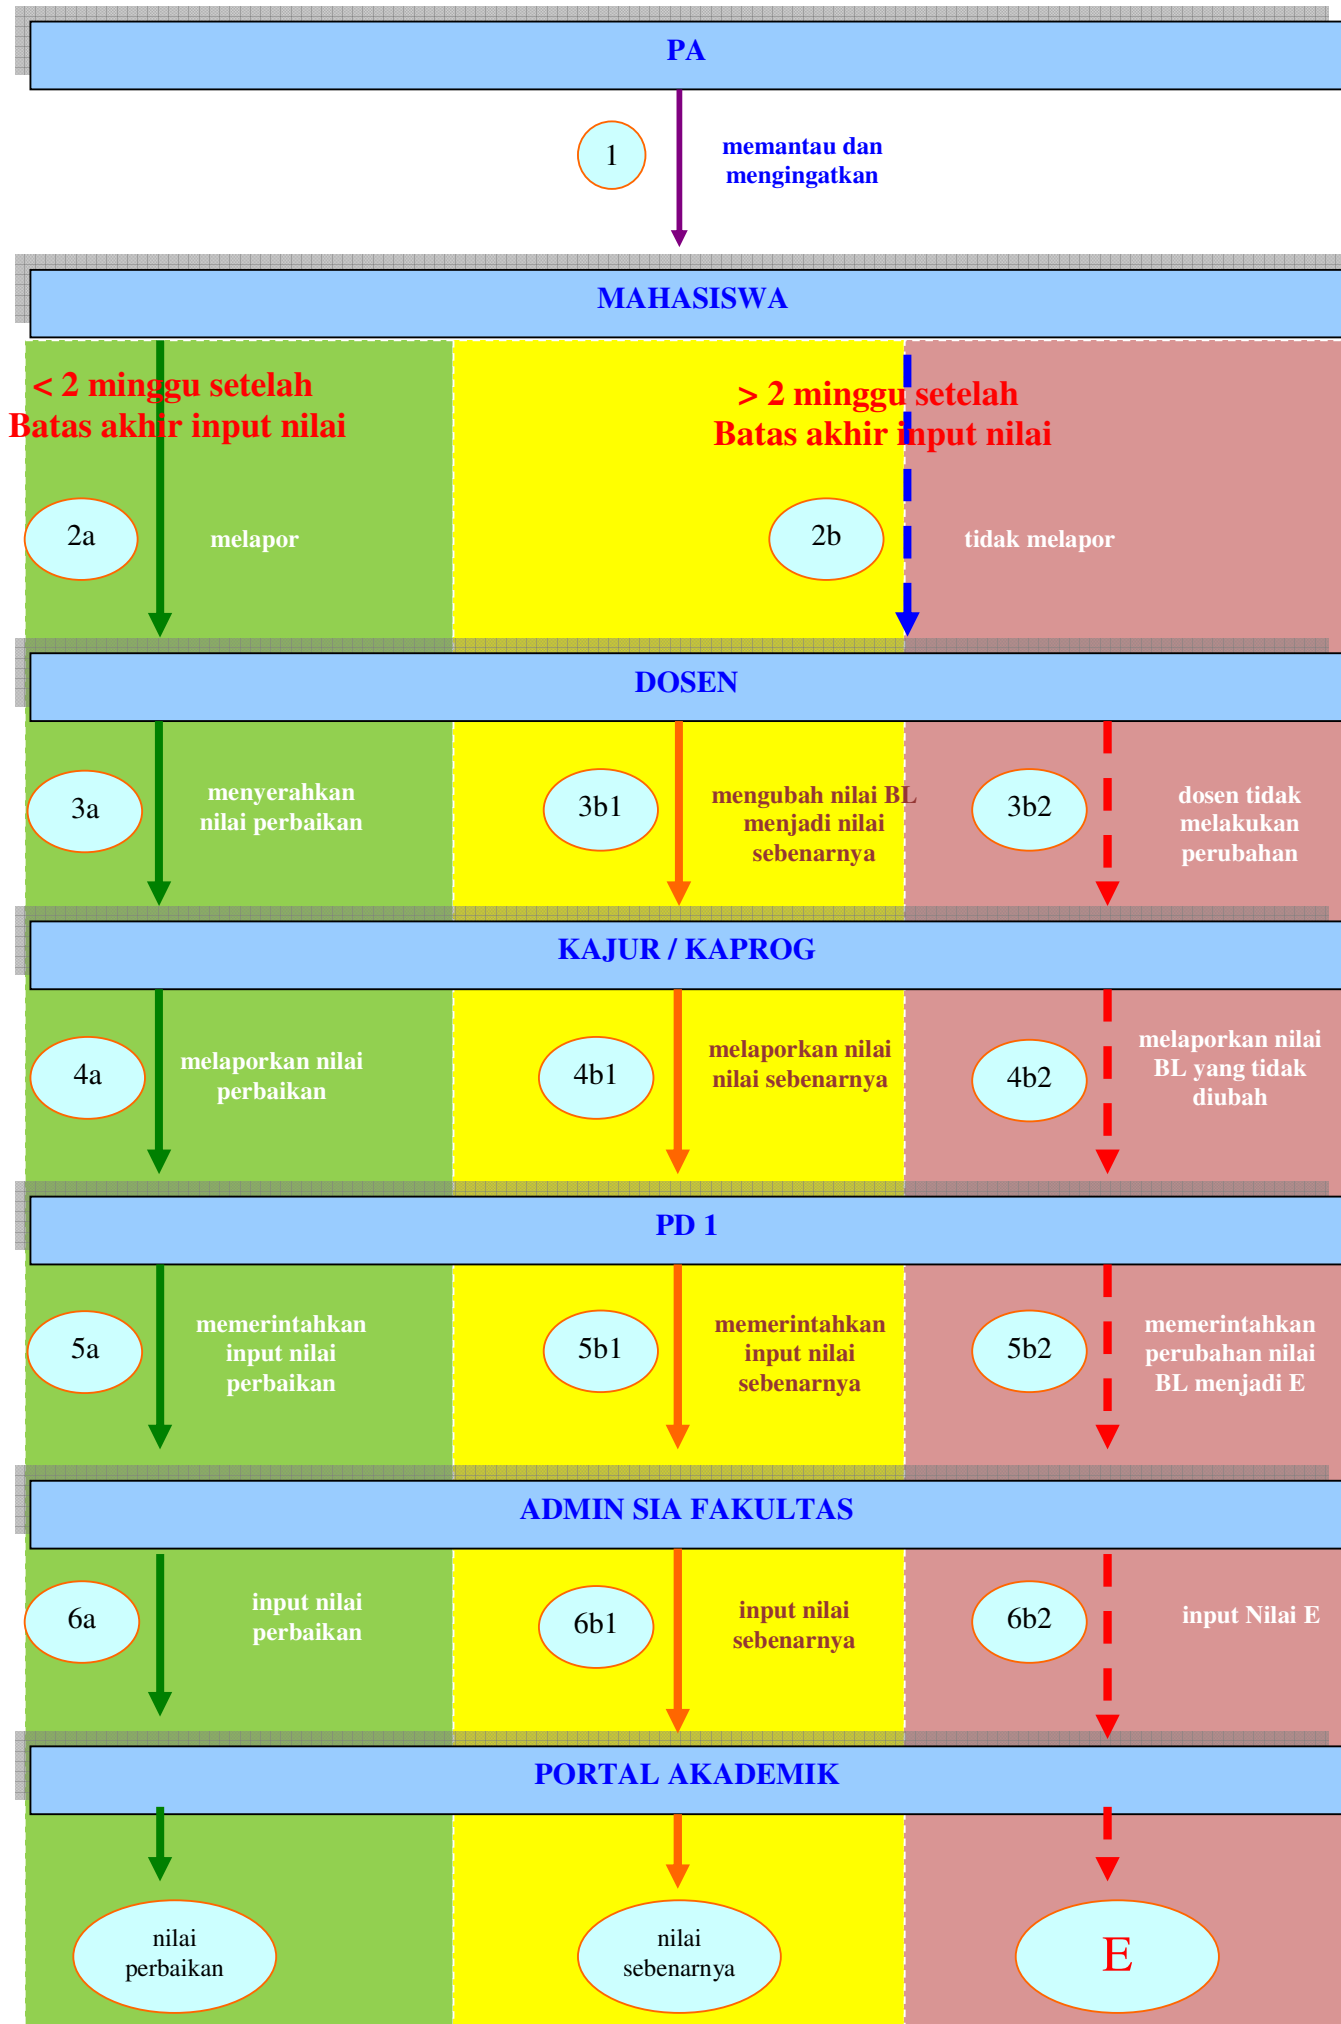 PA
1
memantau dan
mengingatkan
MAHASISWA
< 2 minggu setelah
Batas akhir input nilai
> 2 minggu setelah
Batas akhir input nilai
2a
melapor
2b
tidak melapor
DOSEN
3a
menyerahkan
nilai perbaikan
3b1
mengubah nilai BL
menjadi nilai
sebenarnya
3b2
dosen tidak
melakukan
perubahan
KAJUR / KAPROG
4a
melaporkan nilai
perbaikan
4b1
melaporkan nilai
nilai sebenarnya
4b2
melaporkan nilai
BL yang tidak
diubah
PD 1
5a
memerintahkan
input nilai
perbaikan
5b1
memerintahkan
input nilai
sebenarnya
5b2
memerintahkan
perubahan nilai
BL menjadi E
ADMIN SIA FAKULTAS
6a
input nilai
perbaikan
6b1
input nilai
sebenarnya
6b2
input Nilai E
PORTAL AKADEMIK
nilai
perbaikan
nilai
sebenarnya
E